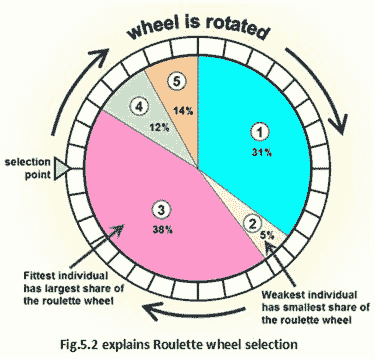 wheel is rotated
5
14%
4
12%
1
31%
selection
point
3
38%
2
5%
Fittest individual
has largest share of
the roulette wheel
Weakest individual
has smallest share of
the roulette wheel
Fig.5.2 explains Roulette wheel selection